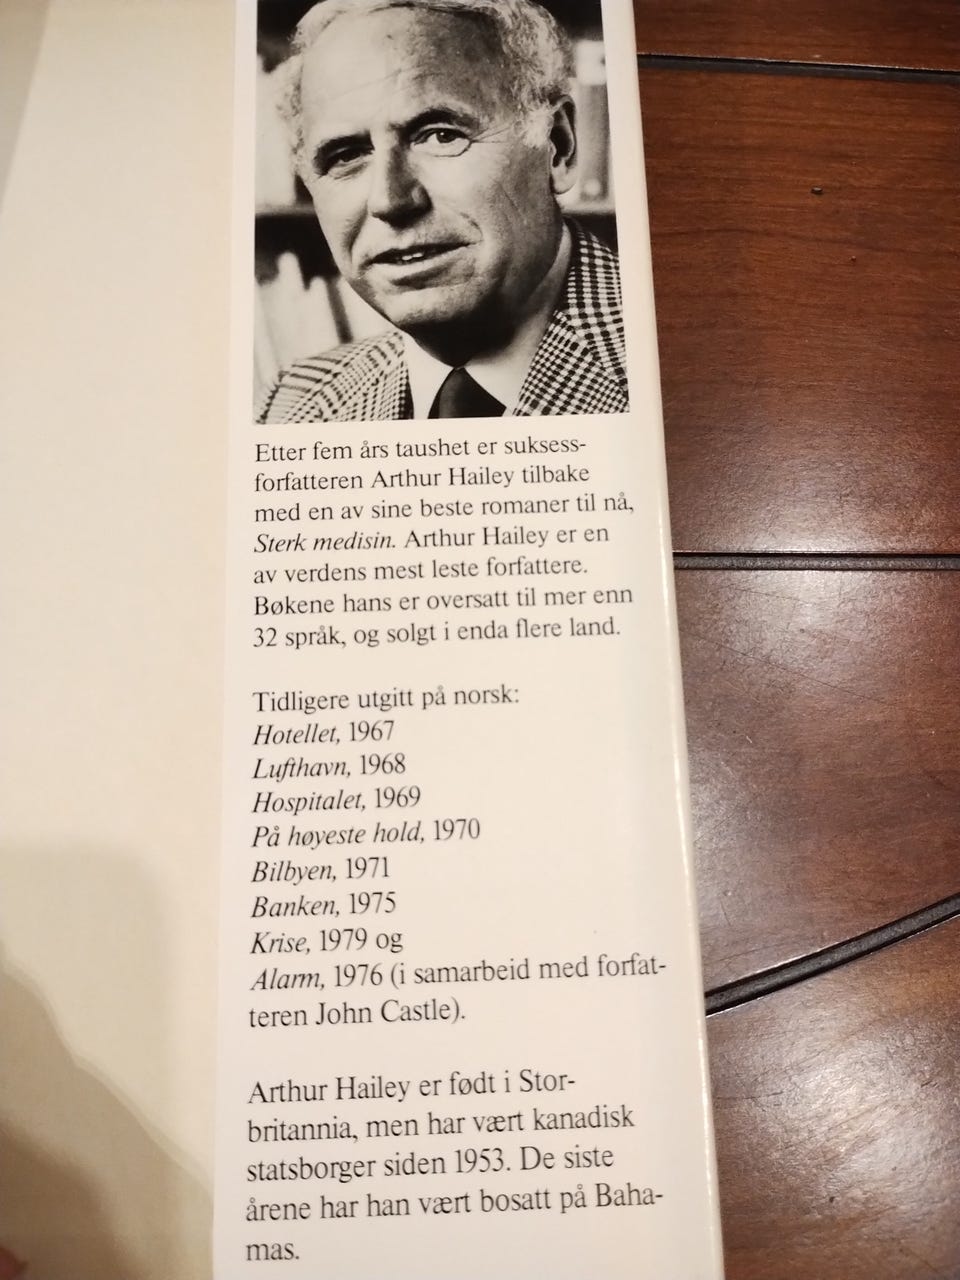 Etter fem års taushet er suksess-
forfatteren Arthur Hailey tilbake
med en av sine beste romaner til nå,
Sterk medisin. Arthur Hailey er en
av verdens mest leste forfattere.
Bøkene hans er oversatt til mer enn
32 språk, og solgt i enda flere land.
Tidligere utgitt på norsk:
Hotellet, 1967
Lufthavn, 1968
Hospitalet, 1969
På høyeste hold, 1970
Bilbyen, 1971
Banken, 1975
Krise, 1979 og
Alarm, 1976 (i samarbeid med forfat-
teren John Castle).
Arthur Hailey er født i Stor-
britannia, men har vært kanadisk
statsborger siden 1953. De siste
årene har han vært bosatt på Baha-
mas.